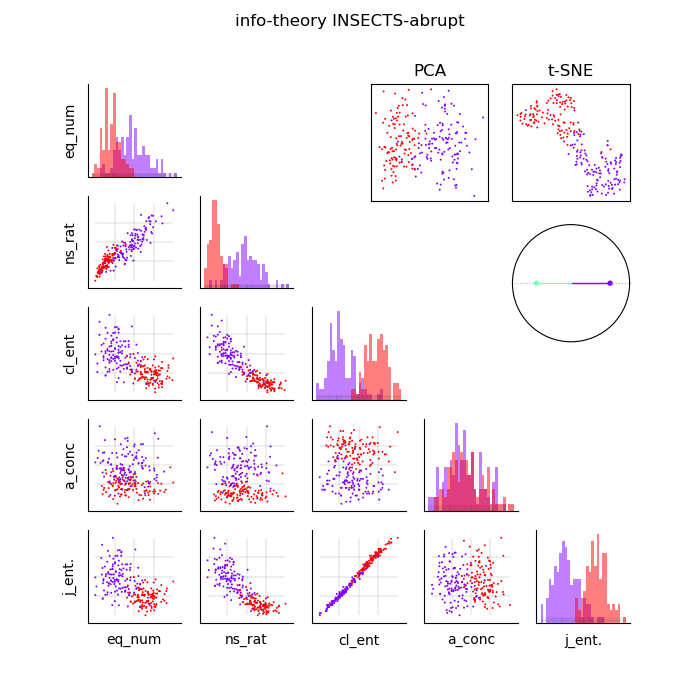 info-theory INSECTS-abrupt
PCA
t-SNE
eq_num
ns_rat
cl_ent
a_conc
j_ent.
eq_num
ns_rat
cl_ent
a_conc
j_ent.